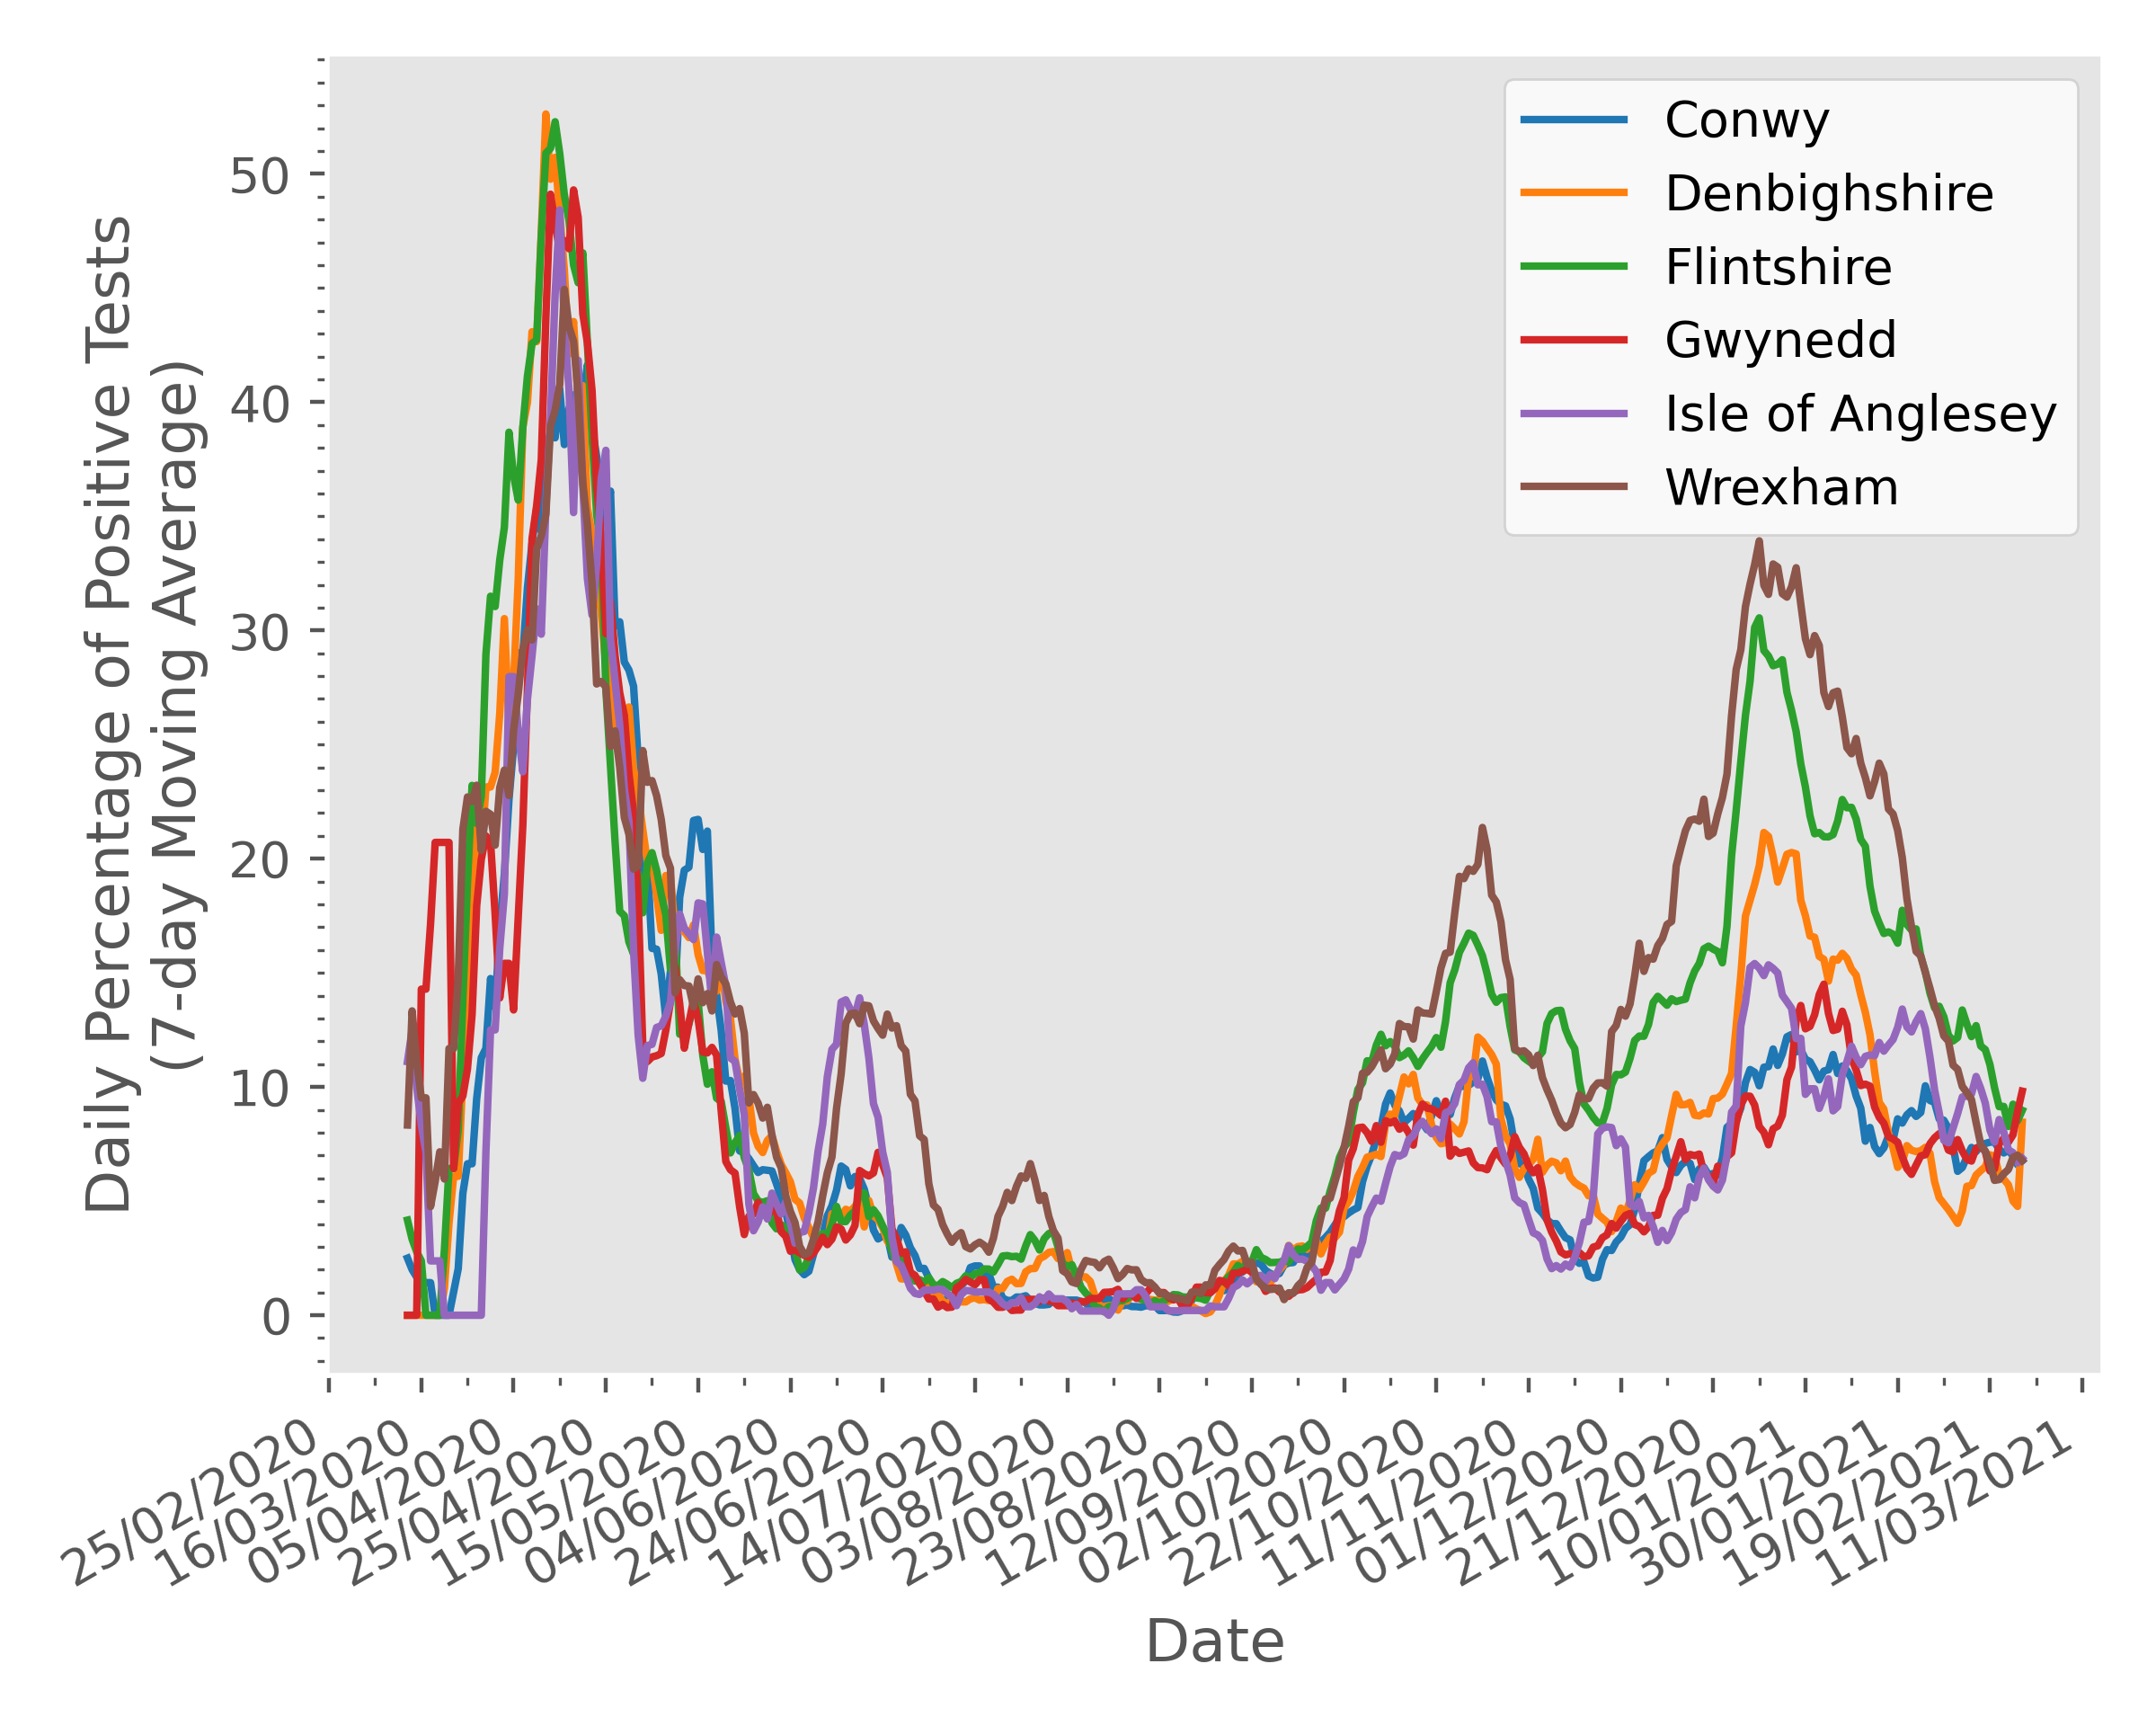 Daily Percentage of Positive Tests
(7-day Moving Average)
50
40
30
20
10
0
Conwy
Denbighshire
Flintshire
Gwynedd
Isle of Anglesey
Wrexham
25/02/2020
16/03/2020
05/04/2020
25/04/2020
15/05/2020
04/06/2020
24/06/2020
14/07/2020
03/08/2020
23/08/2020
12/09/2020
02/10/2020
22/10/2020
11/11/2020
01/12/2020
21/12/2020
10/01/2021
30/01/2021
19/02/2021
11/03/2021
Date